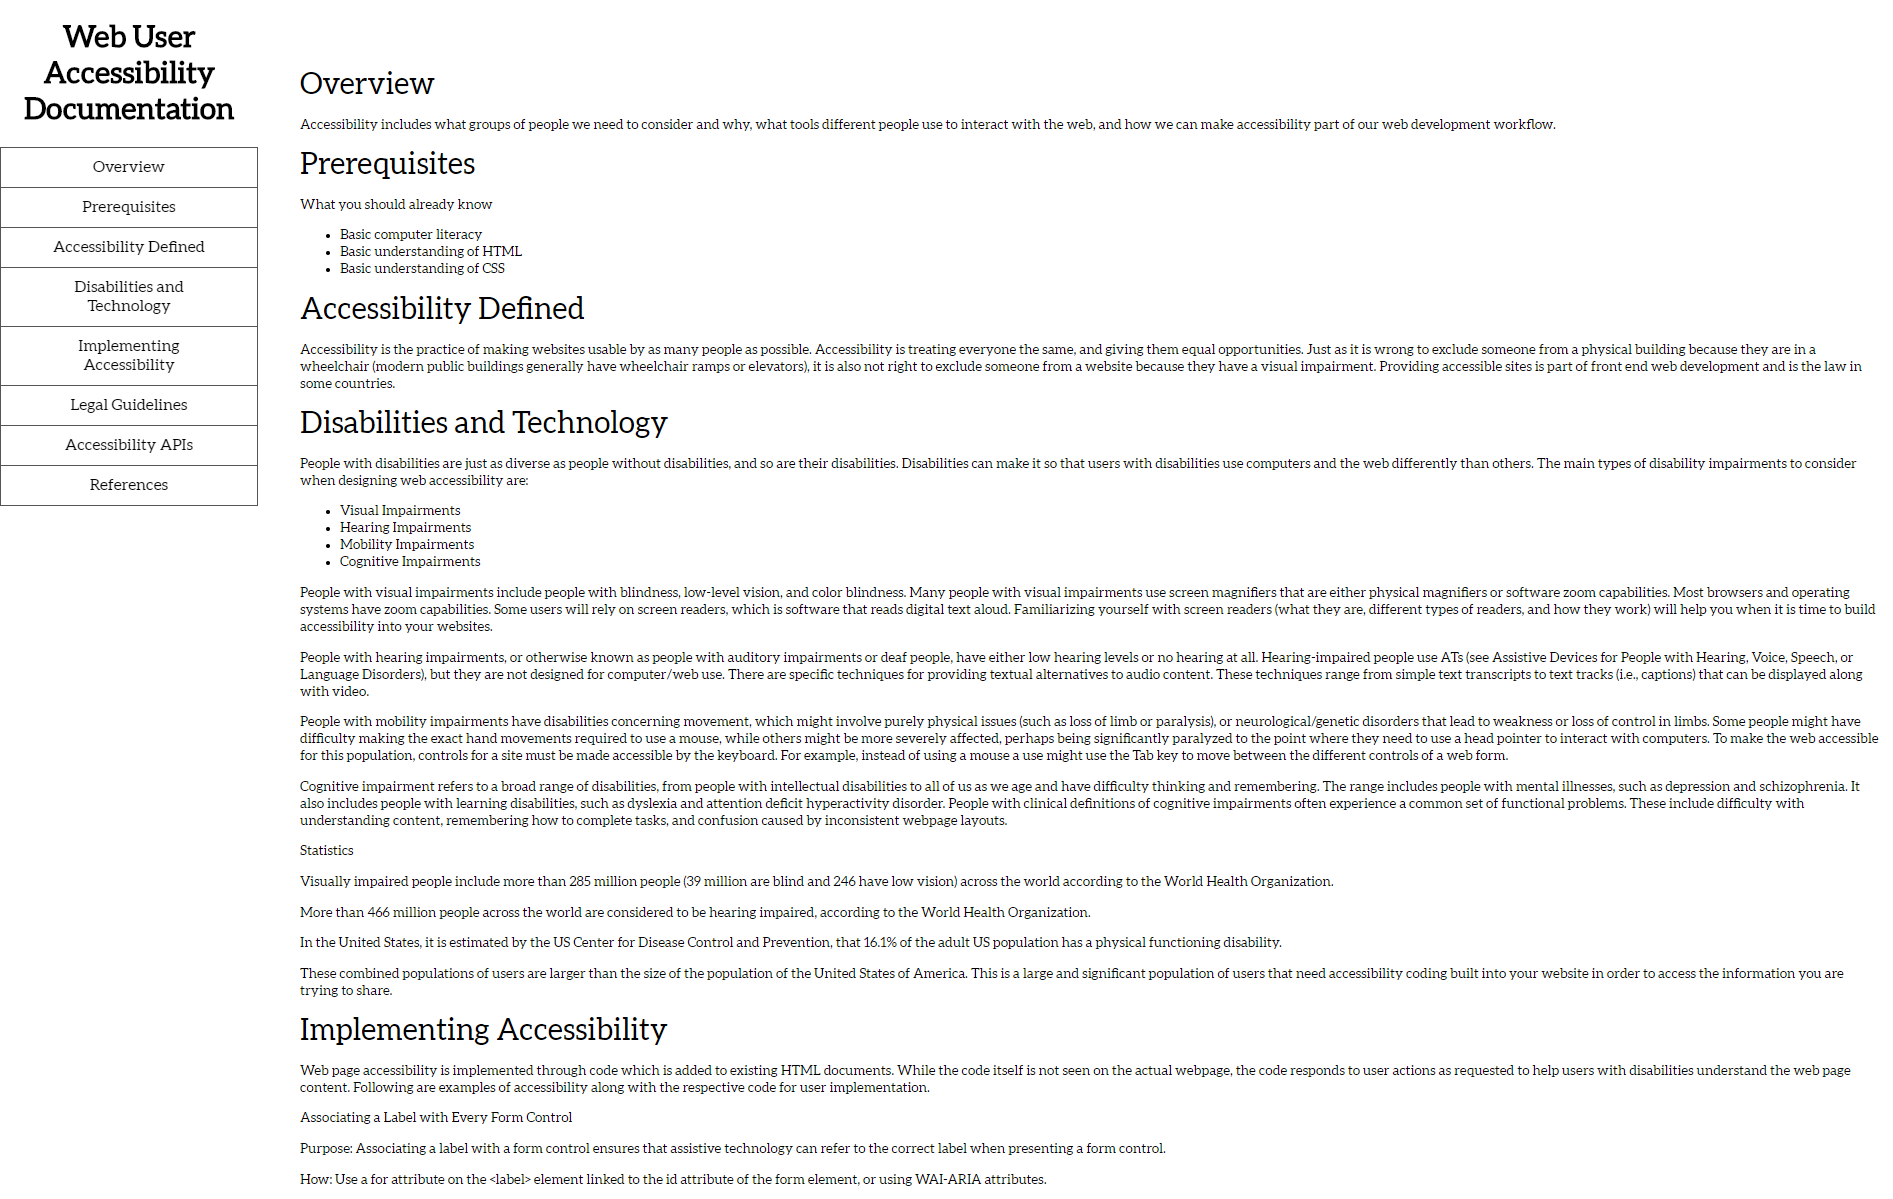 Web User
Accessibility
Documentation
Overview
Prerequisites
Accessibility Defined
Disabilities and
Technology
Implementing
Accessibility
Legal Guidelines
Accessibility APIs
References
Overview
Accessibility includes what groups of people we need to consider and why, what tools different people use to interact with the web, and how we can make accessibility part of our web development workflow.
Prerequisites
What you should already know
• Basic computer literacy
• Basic understanding of HTML
• Basic understanding of CSS
Accessibility Defined
Accessibility is the practice of making websites usable by as many people as possible. Accessibility is treating everyone the same, and giving them equal opportunities. Just as it is wrong to exclude someone from a physical building because they are in a
wheelchair (modern public buildings generally have wheelchair ramps or elevators), it is also not right to exclude someone from a website because they have a visual impairment. Providing accessible sites is part of front end web development and is the law in
some countries.
Disabilities and Technology
People with disabilities are just as diverse as people without disabilities, and so are their disabilities. Disabilities can make it so that users with disabilities use computers and the web differently than others. The main types of disability impairments to consider
when designing web accessibility are:
• Visual Impairments
• Hearing Impairments
• Mobility Impairments
• Cognitive Impairments
People with visual impairments include people with blindness, low-level vision, and color blindness. Many people with visual impairments use screen magnifiers that are either physical magnifiers or software zoom capabilities. Most browsers and operating
systems have zoom capabilities. Some users will rely on screen readers, which is software that reads digital text aloud. Familiarizing yourself with screen readers (what they are, different types of readers, and how they work) will help you when it is time to build
accessibility into your websites.
People with hearing impairments, or otherwise known as people with auditory impairments or deaf people, have either low hearing levels or no hearing at all. Hearing-impaired people use ATs (see Assistive Devices for People with Hearing, Voice, Speech, or
Language Disorders), but they are not designed for computer/web use. There are specific techniques for providing textual alternatives to audio content. These techniques range from simple text transcripts to text tracks (i.e., captions) that can be displayed along
with video.
People with mobility impairments have disabilities concerning movement, which might involve purely physical issues (such as loss of limb or paralysis), or neurological/genetic disorders that lead to weakness or loss of control in limbs. Some people might have
difficulty making the exact hand movements required to use a mouse, while others might be more severely affected, perhaps being significantly paralyzed to the point where they need to use a head pointer to interact with computers. To make the web accessible
for this population, controls for a site must be made accessible by the keyboard. For example, instead of using a mouse a use might use the Tab key to move between the different controls of a web form.
Cognitive impairment refers to a broad range of disabilities, from people with intellectual disabilities to all of us as we age and have difficulty thinking and remembering. The range includes people with mental illnesses, such as depression and schizophrenia. It
also includes people with learning disabilities, such as dyslexia and attention deficit hyperactivity disorder. People with clinical definitions of cognitive impairments often experience a common set of functional problems. These include difficulty with
understanding content, remembering how to complete tasks, and confusion caused by inconsistent webpage layouts.
Statistics
Visually impaired people include more than 285 million people (39 million are blind and 246 have low vision) across the world according to the World Health Organization.
More than 466 million people across the world are considered to be hearing impaired, according to the World Health Organization.
In the United States, it is estimated by the US Center for Disease Control and Prevention, that 16.1% of the adult US population has a physical functioning disability.
These combined populations of users are larger than the size of the population of the United States of America. This is a large and significant population of users that need accessibility coding built into your website in order to access the information you are
trying to share.
Implementing Accessibility
Web page accessibility is implemented through code which is added to existing HTML documents. While the code itself is not seen on the actual webpage, the code responds to user actions as requested to help users with disabilities understand the web page
content. Following are examples of accessibility along with the respective code for user implementation.
Associating a Label with Every Form Control
Purpose: Associating a label with a form control ensures that assistive technology can refer to the correct label when presenting a form control.
How: Use a for attribute on the <label> element linked to the id attribute of the form element, or using WAI-ARIA attributes.